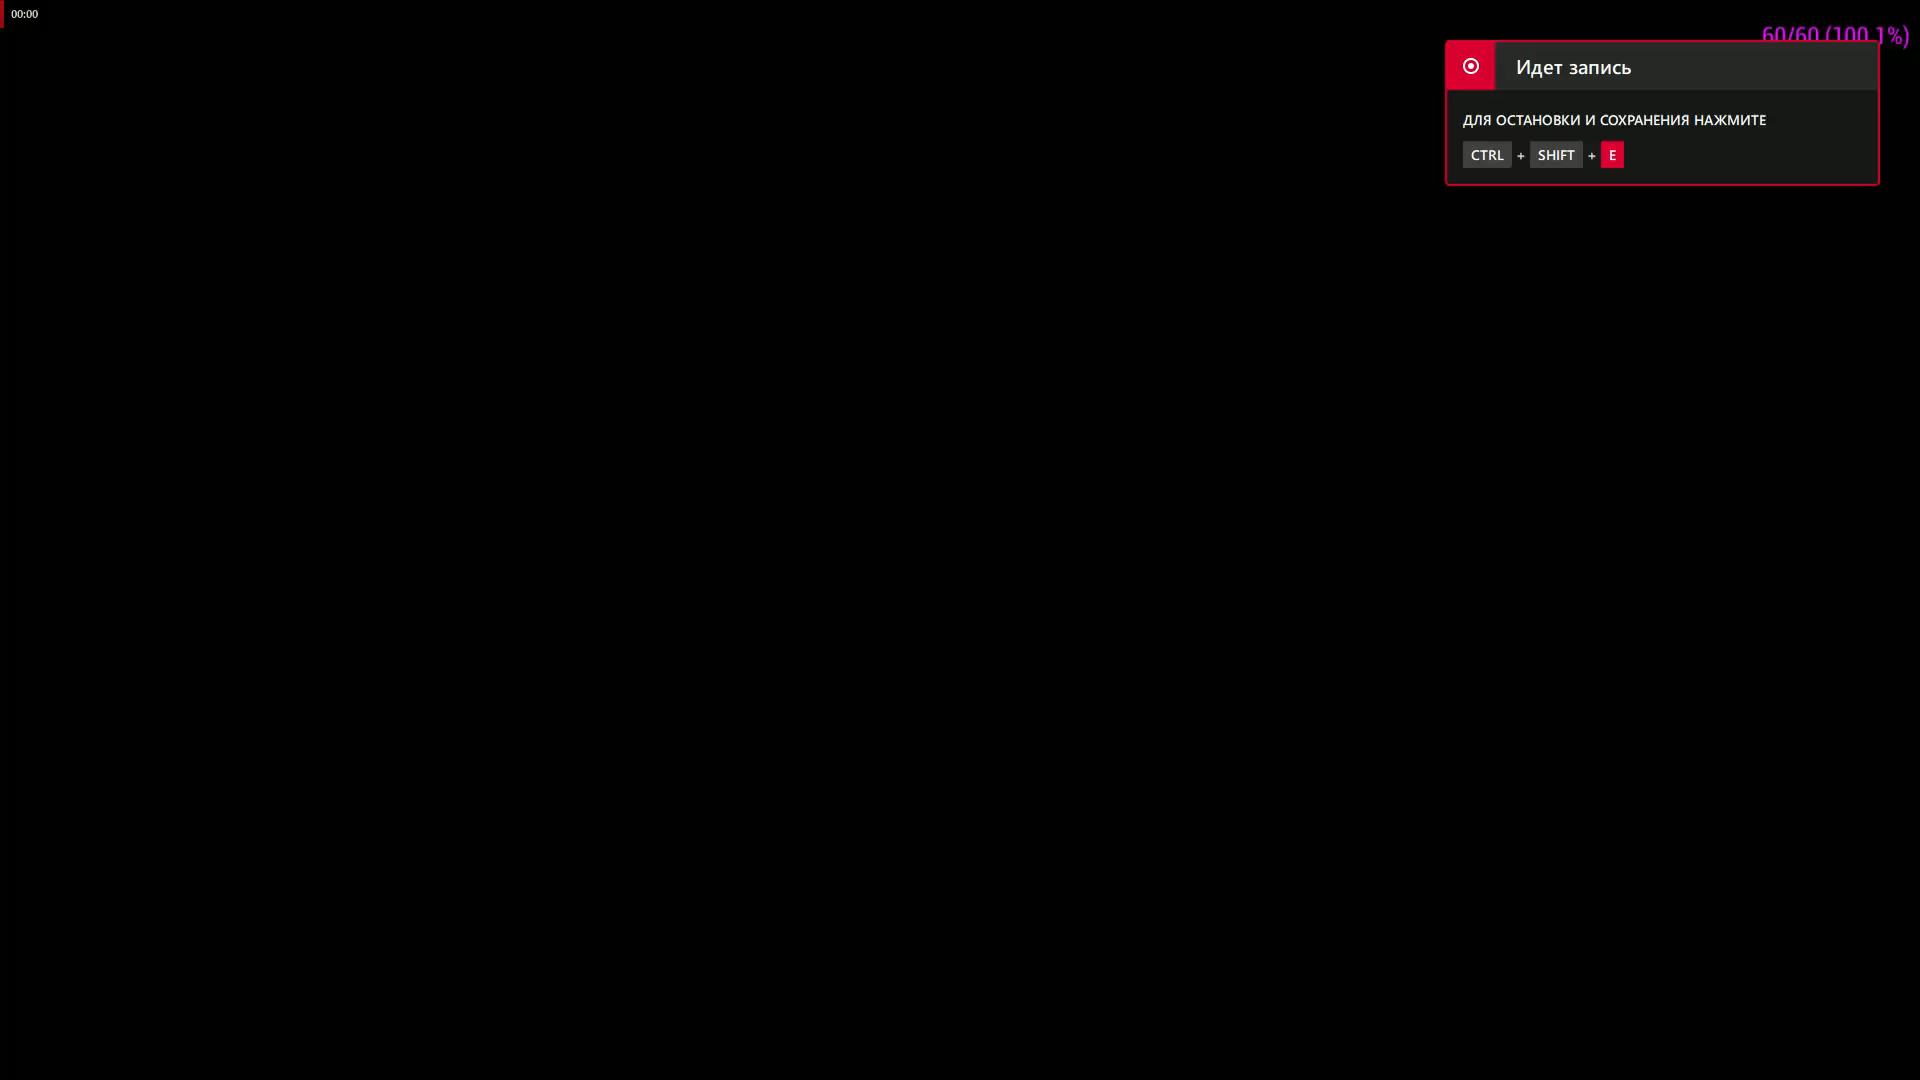 00:00
60/60 (100.1%)
Идет запись
ДЛЯ ОСТАНОВКИ И СОХРАНЕНИЯ НАЖМИТЕ
CTRL + SHIFT + E